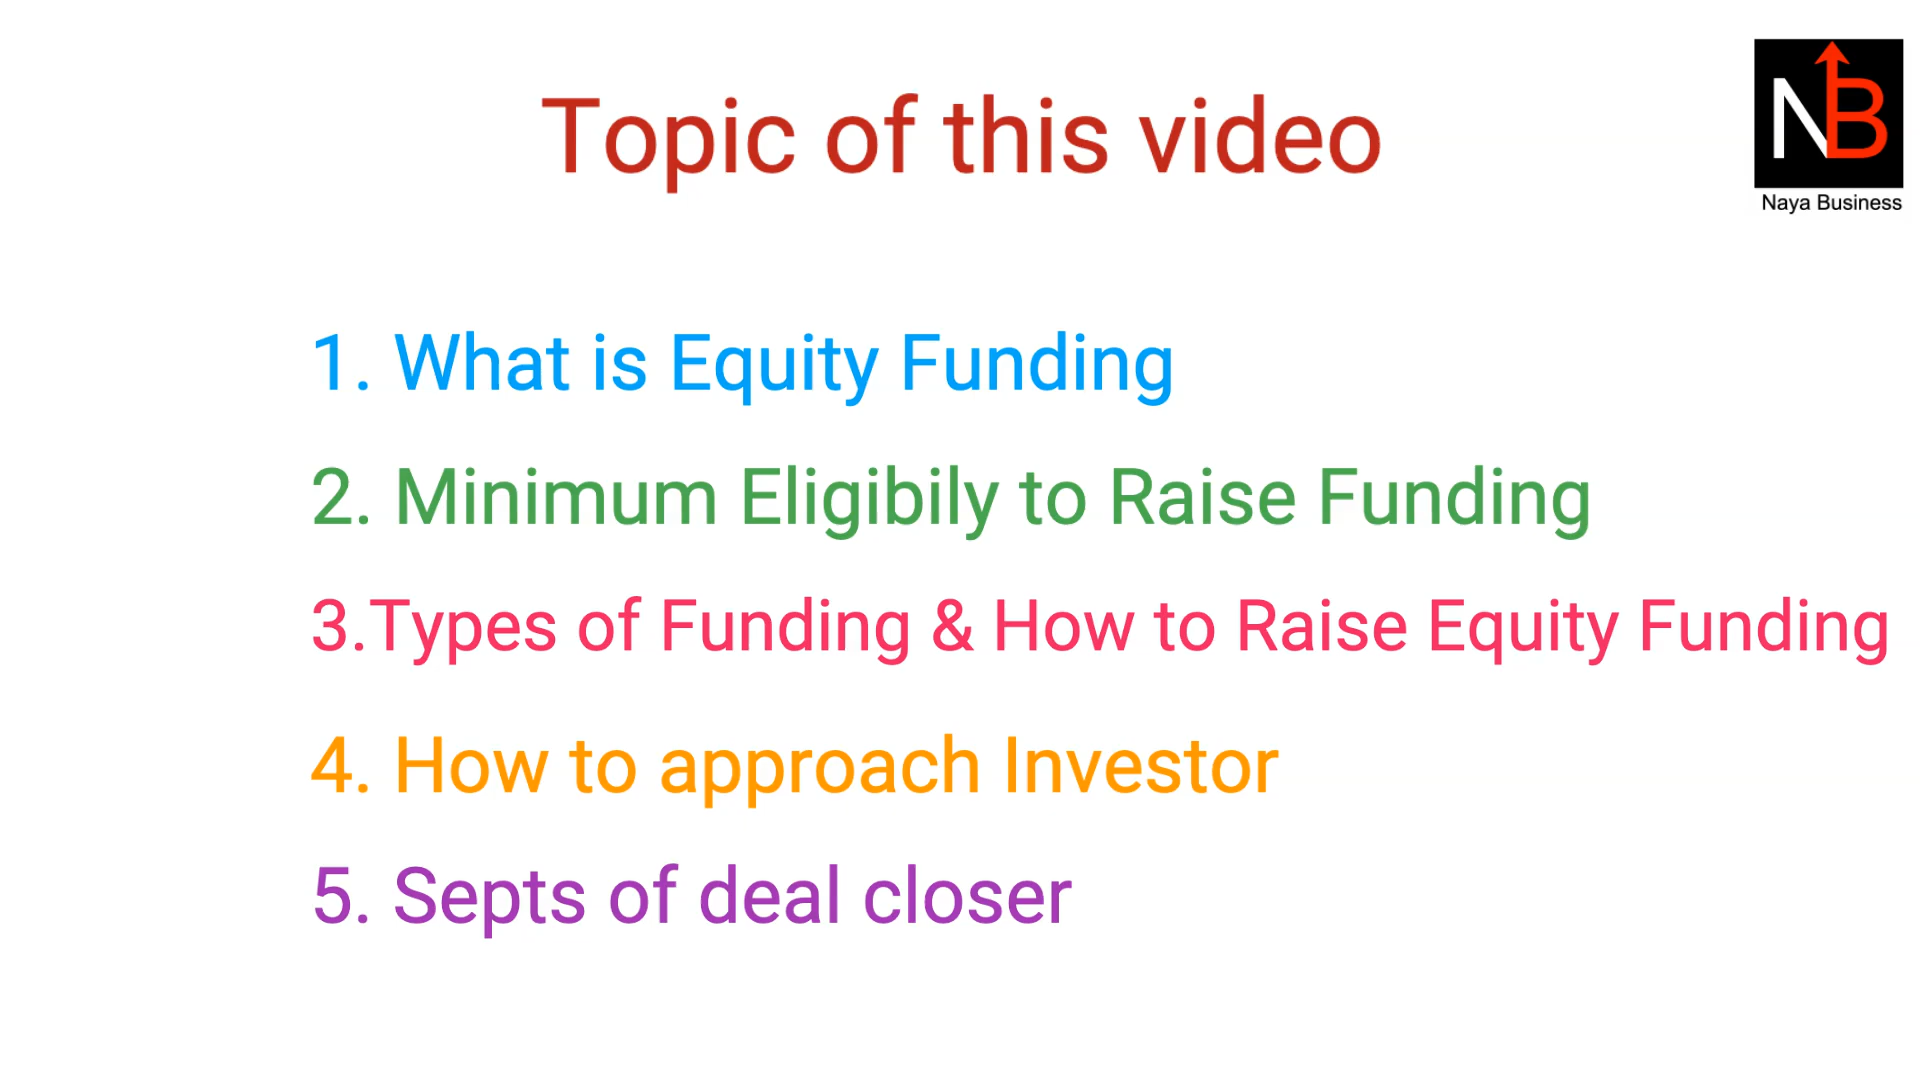 Topic of this video
NB
Naya Business
1. What is Equity Funding
2. Minimum Eligibily to Raise Funding
3.Types of Funding & How to Raise Equity Funding
4. How to approach Investor
5. Septs of deal closer